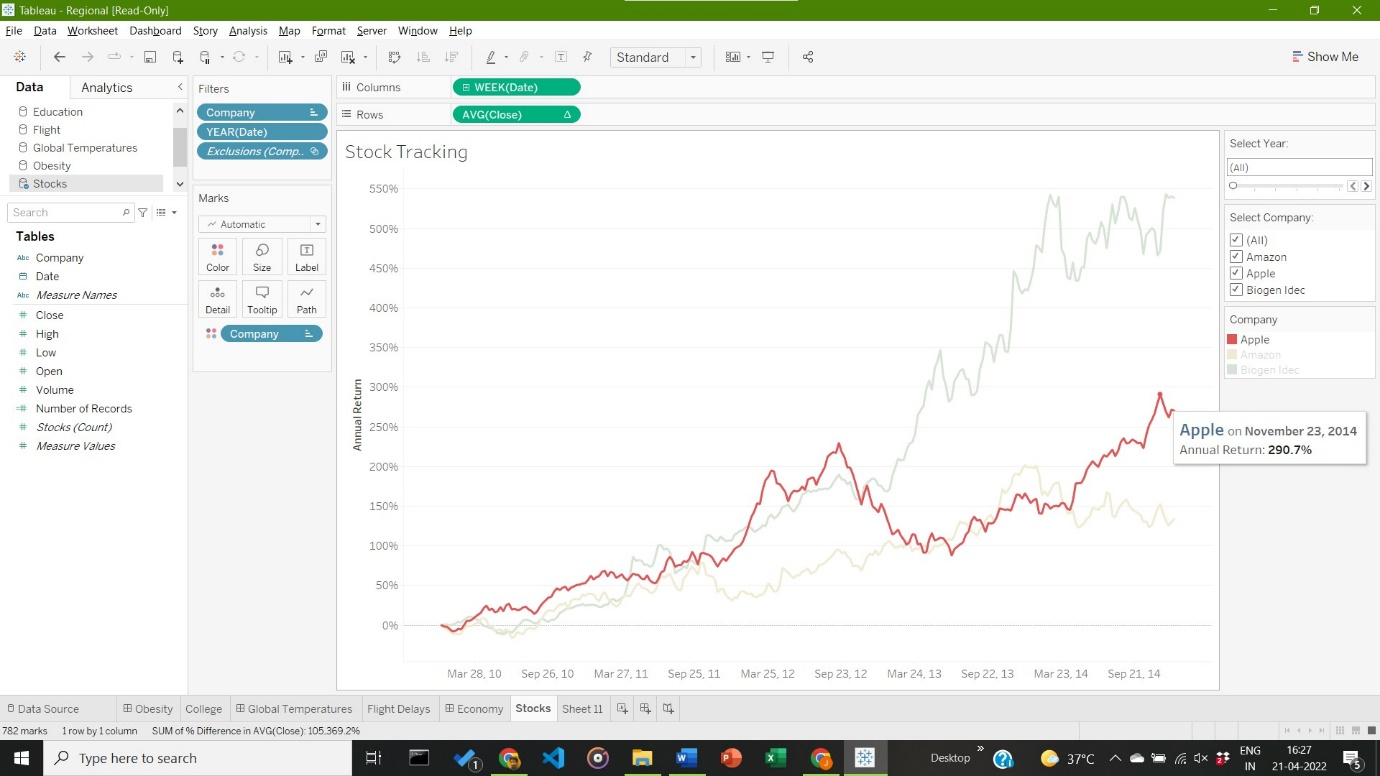 Tableau - Regional [Read-Only]
File Data Worksheet Dashboard Story Analysis Map Format Server Window Help
Standard
Show Me
Data Analytics
Education
Flight
Global Temperatures
Obesity
Stocks
Search
Tables
Abc Company
Date
Abc Measure Names
Close
High
Low
Open
Volume
Number of Records
Stocks (Count)
Measure Values
Filters
Company
YEAR(Date)
Exclusions (Comp..
Marks
Automatic
Color Size Label
Detail Tooltip Path
Company
Columns WEEK(Date)
Rows AVG(Close) Δ
Stock Tracking
Annual Return
550%
500%
450%
400%
350%
300%
250%
200%
150%
100%
50%
0%
Mar 28, 10 Sep 26, 10 Mar 27, 11 Sep 25, 11 Mar 25, 12 Sep 23, 12 Mar 24, 13 Sep 22, 13 Mar 23, 14 Sep 21, 14
Apple on November 23, 2014
Annual Return: 290.7%
Select Year:
(All)
Select Company:
(All)
Amazon
Apple
Biogen Idec
Company
Apple
Amazon
Biogen Idec
Data Source Obesity College Global Temperatures Flight Delays Economy Stocks Sheet 11
782 marks 1 row by 1 column SUM of % Difference in AVG(Close): 105,369.2%
Type here to search
1
Desktop »
37°C
2
ENG
IN
16:27
21-04-2022
5